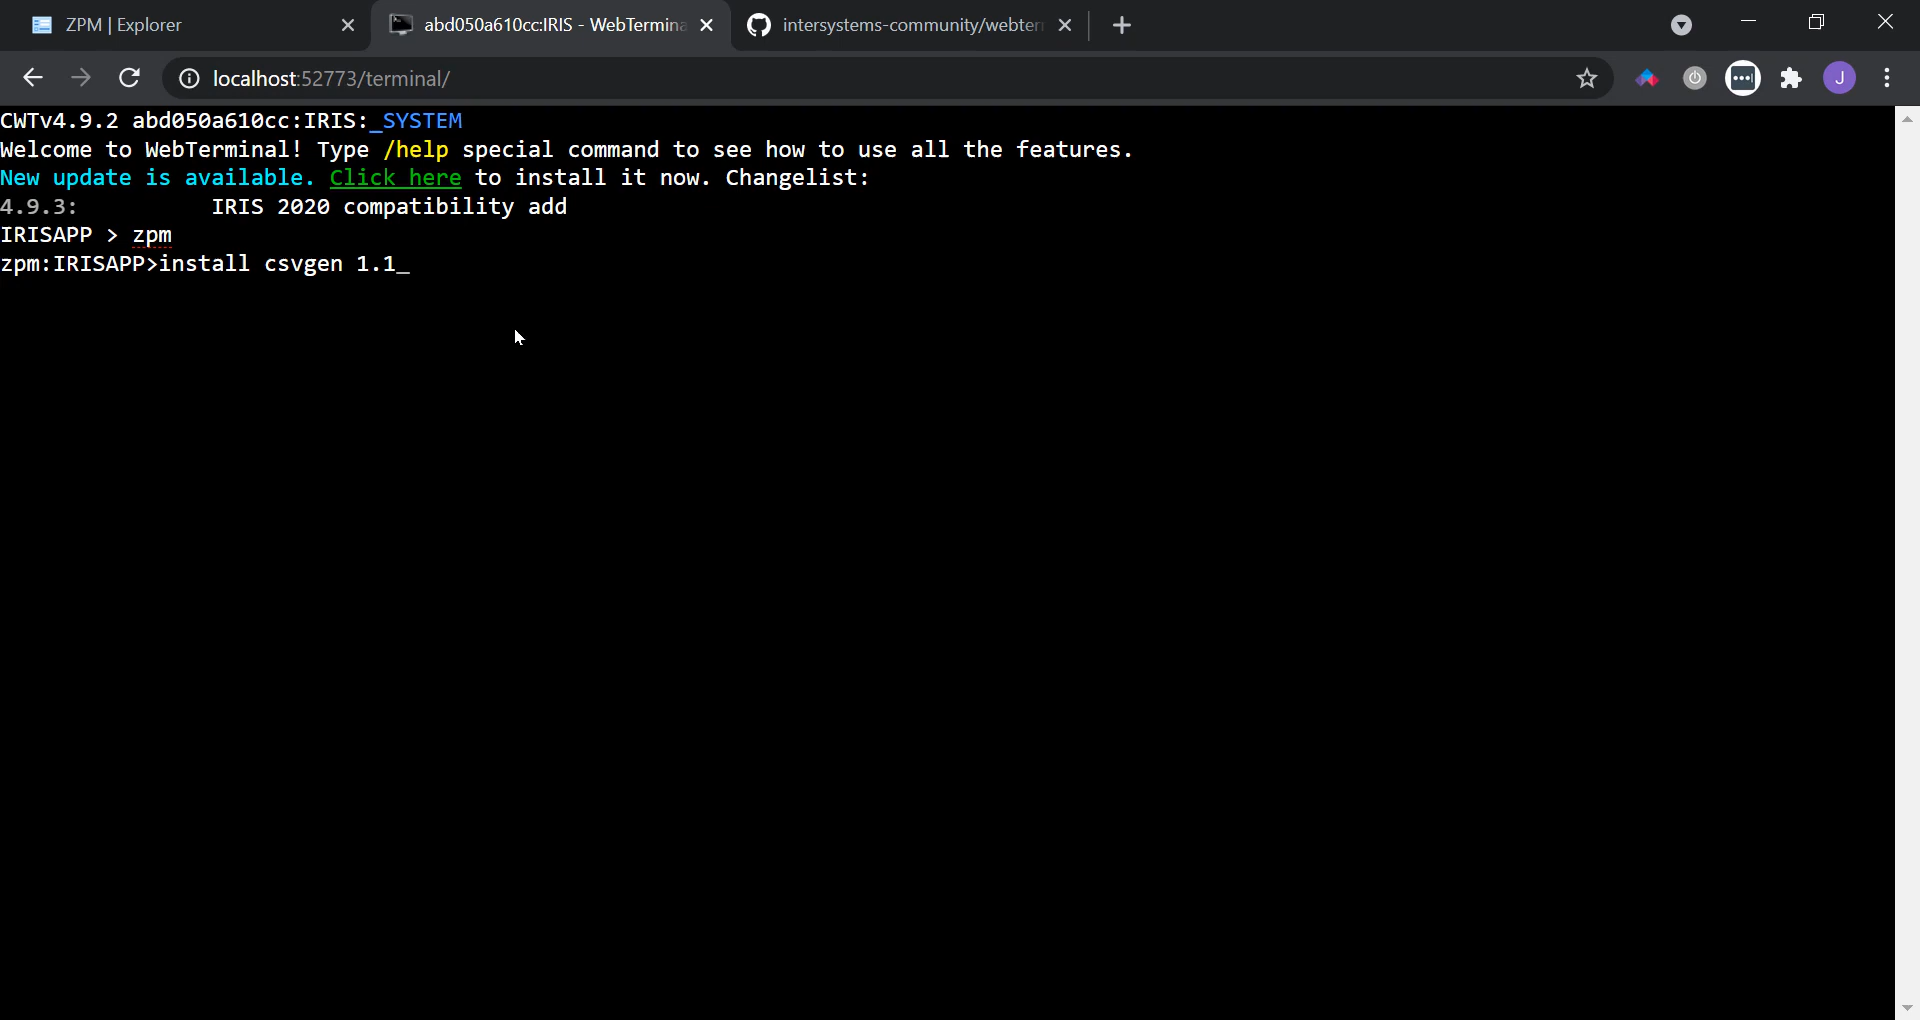 ZPM | Explorer
abd050a610cc:IRIS - WebTermina
intersystems-community/webter
localhost:52773/terminal/
J
CWTv4.9.2 abd050a610cc:IRIS:_SYSTEM
Welcome to WebTerminal! Type /help special command to see how to use all the features.
New update is available. Click here to install it now. Changelist:
4.9.3: IRIS 2020 compatibility add
IRISAPP > zpm
zpm:IRISAPP>install csvgen 1.1_